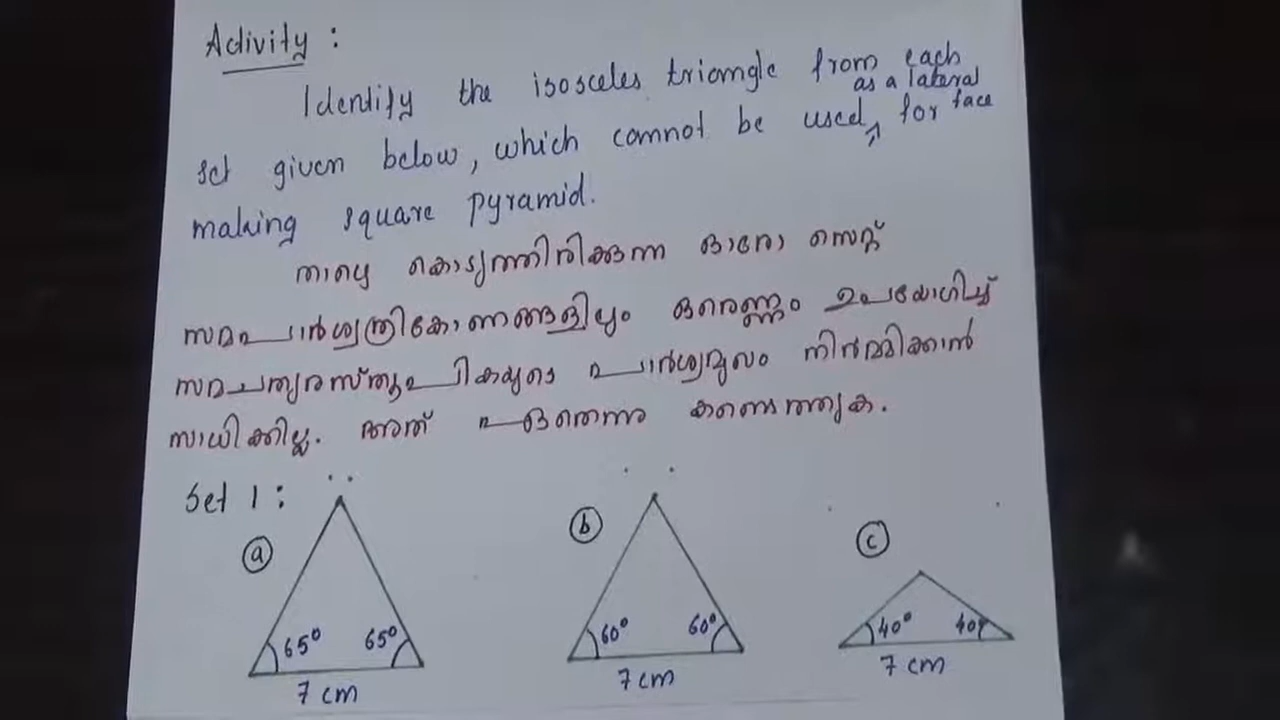 Activity :
Identify the isosceles triangle from each
set given below, which cannot be used, as a lateral face for
making square pyramid.
താഴെ കൊടുത്തിരിക്കുന്ന ഓരോ സെറ്റ്
സമപാർശ്വത്രികോണങ്ങളിലും ഒരെണ്ണം ഉപയോഗിച്ച്
സമചതുരസ്തൂപികയുടെ പാർശ്വമുഖം നിർമ്മിക്കാൻ
സാധിക്കില്ല. അത് ഏതെന്ന കണ്ടെത്തുക.
Set 1 :
a b c
65° 65° 60° 60° 40° 40°
7 cm 7 cm 7 cm